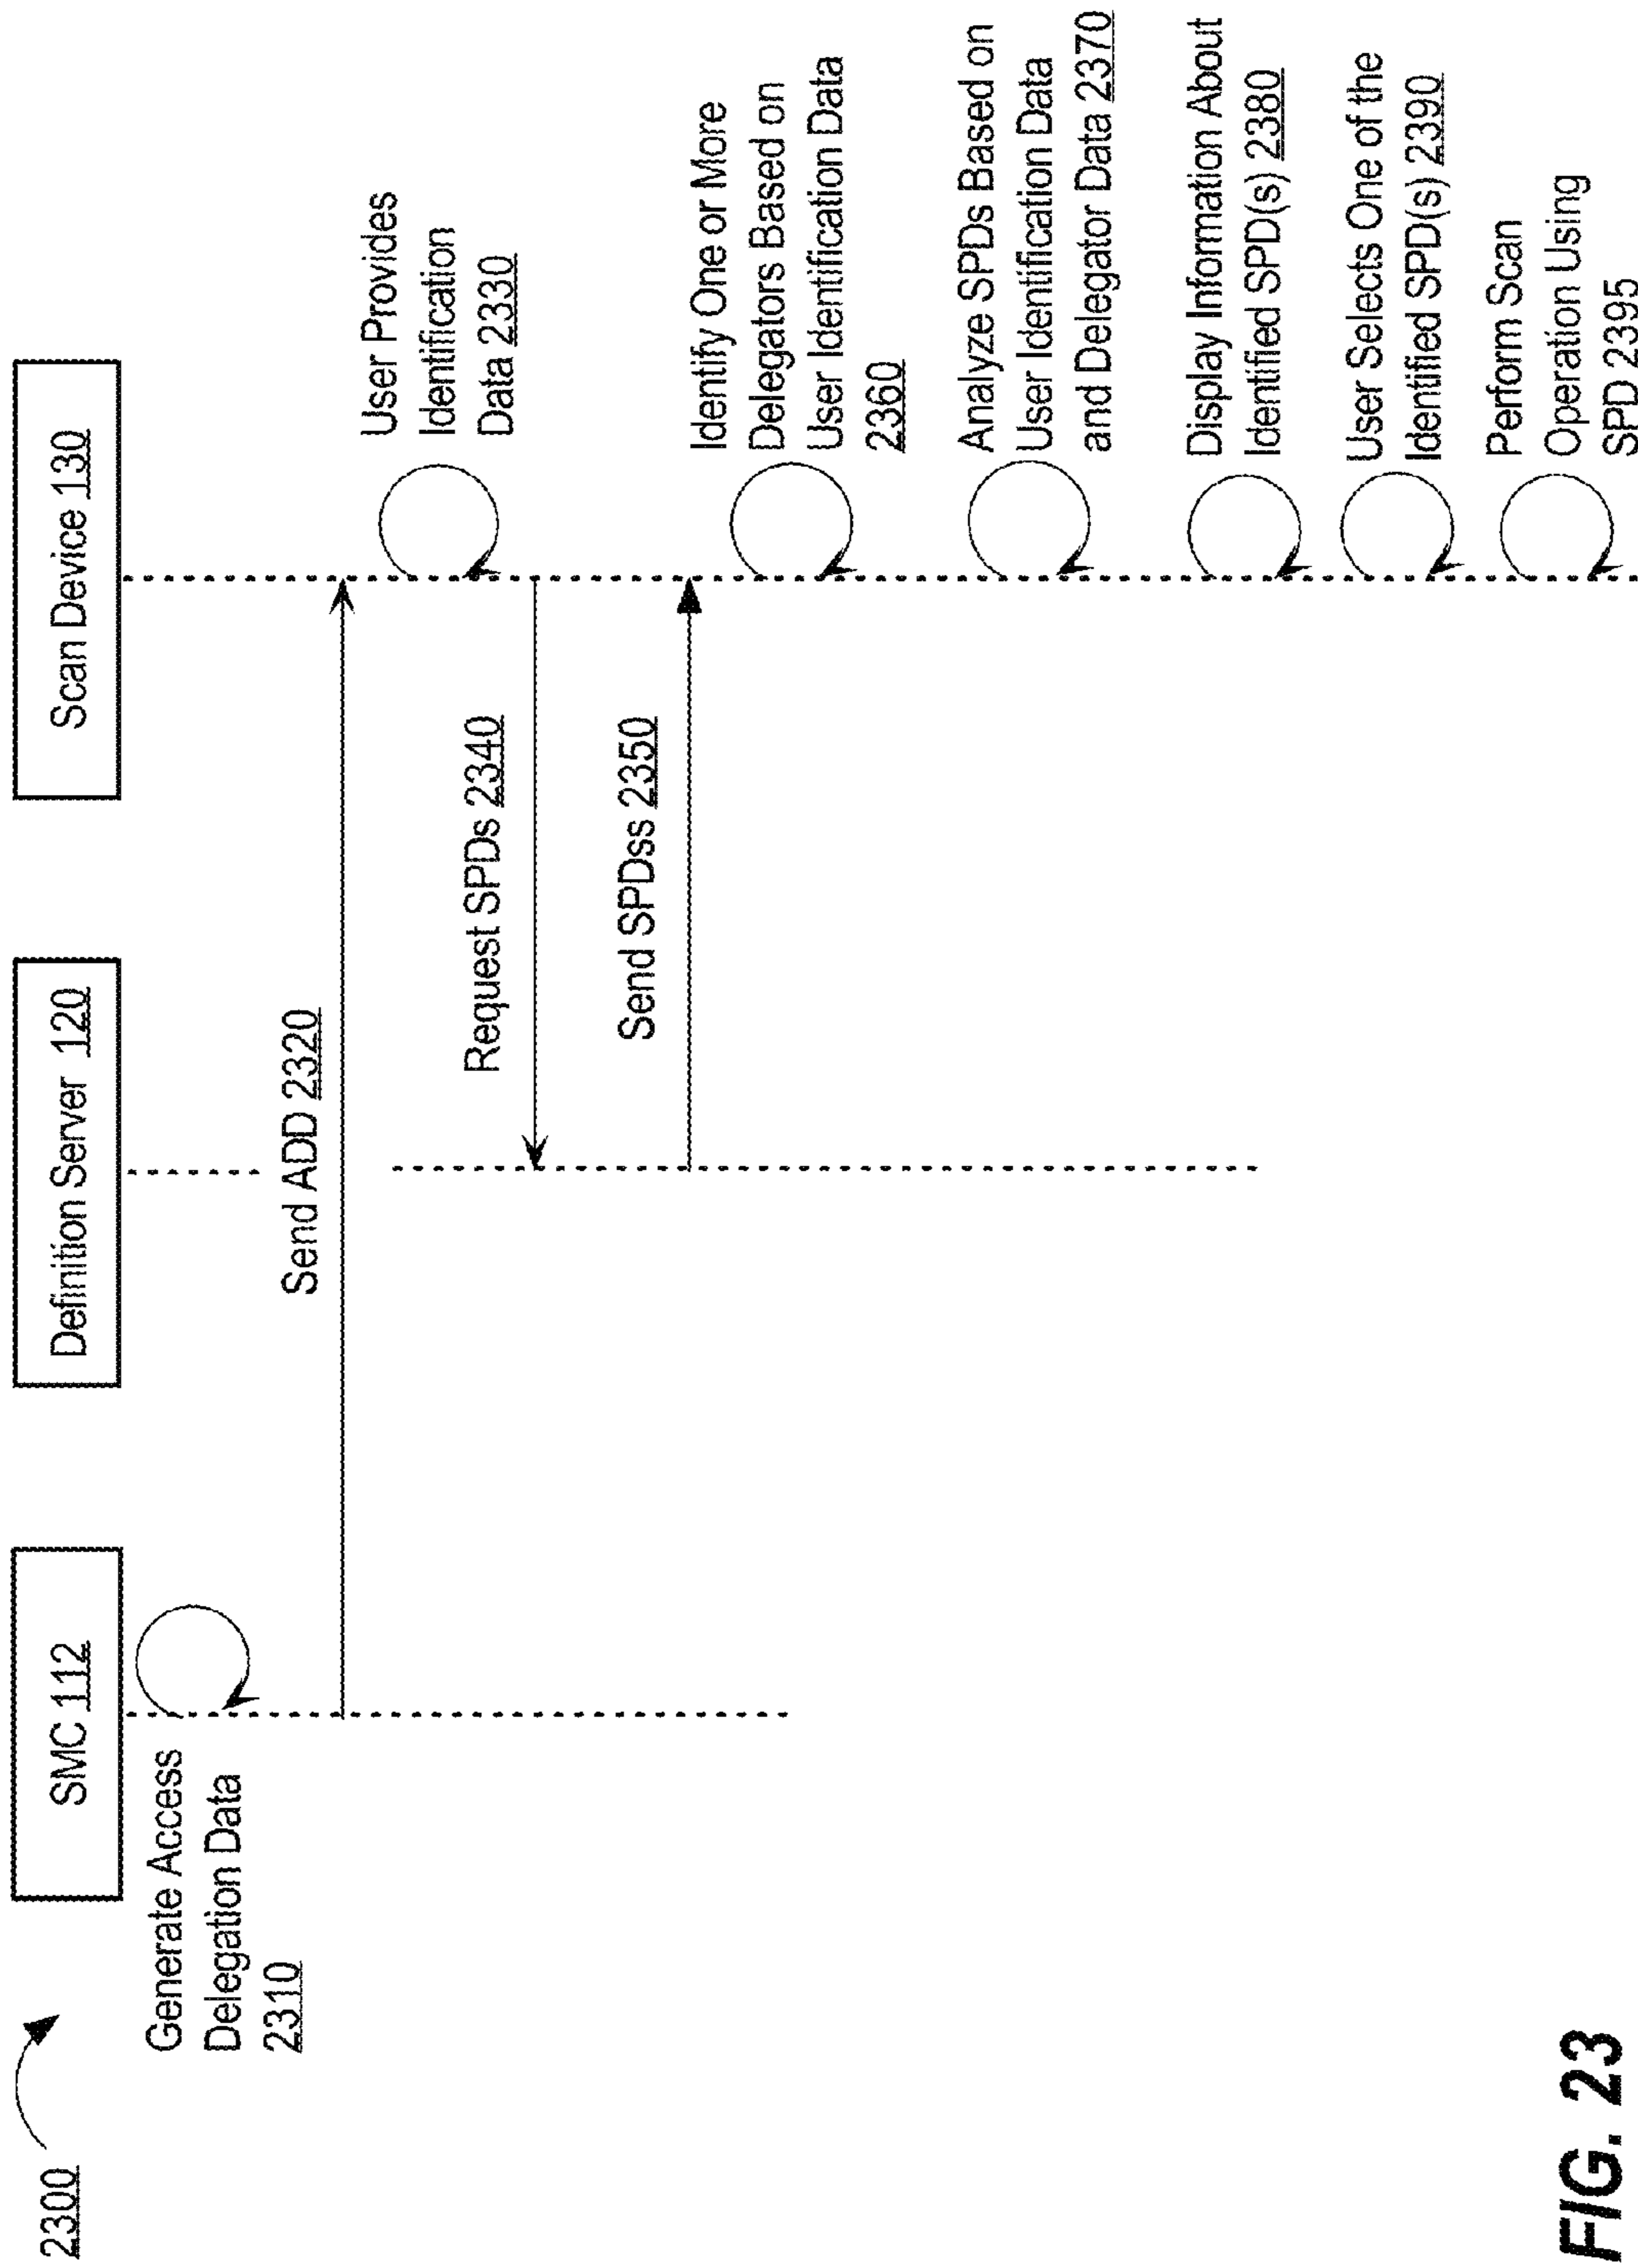 2300
SMC 112
Definition Server 120
Scan Device 130
Generate Access
Delegation Data
2310
Send ADD 2320
User Provides
Identification
Data 2330
Request SPDs 2340
Send SPDss 2350
Identify One or More
Delegators Based on
User Identification Data
2360
Analyze SPDs Based on
User Identification Data
and Delegator Data 2370
Display Information About
Identified SPD(s) 2380
User Selects One of the
Identified SPD(s) 2390
Perform Scan
Operation Using
SPD 2395
FIG. 23